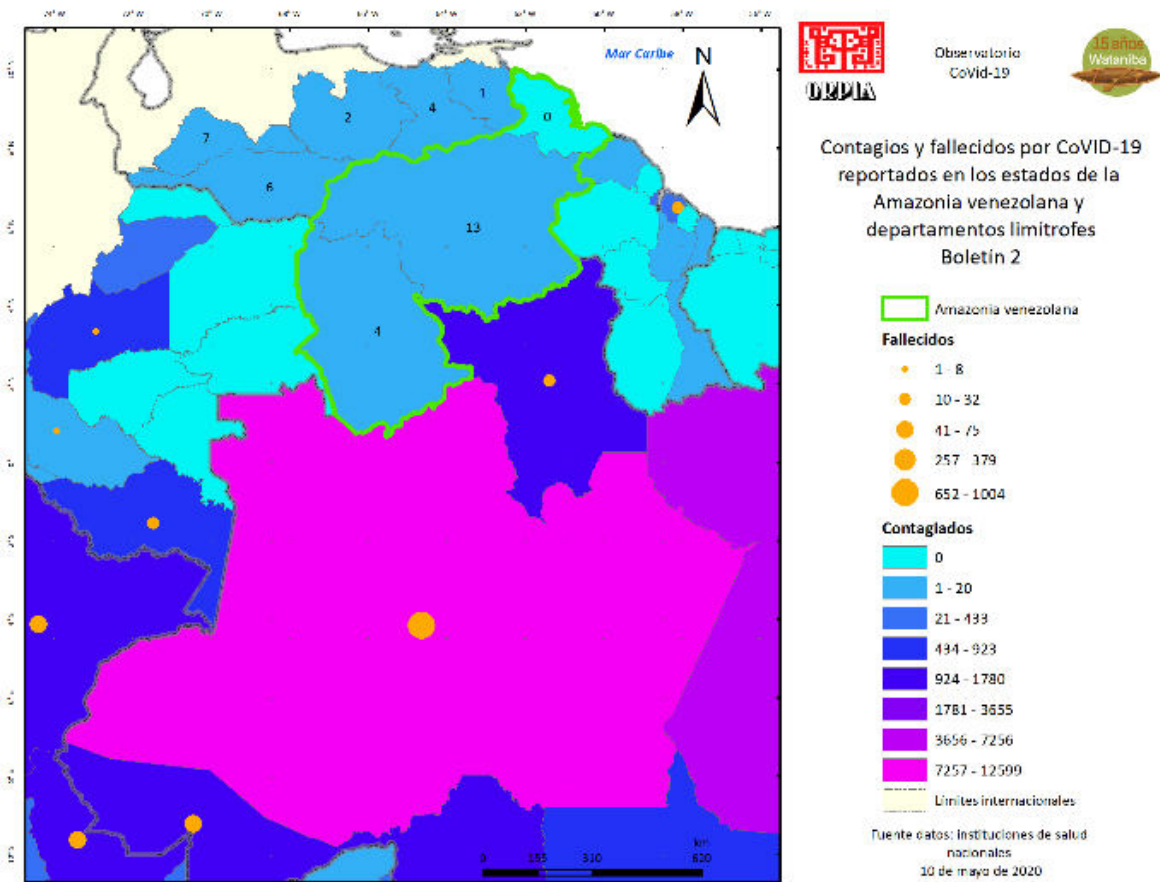 Mar Caribe
N
1
4
2
0
7
6
13
4
km
0 155 310 620
ORPIA
Observatorio
CoVid-19
15 años
Wataniba
Contagios y fallecidos por CoVID-19
reportados en los estados de la
Amazonia venezolana y
departamentos limítrofes
Boletín 2
Amazonia venezolana
Fallecidos
1 - 8
10 - 32
41 - 75
257 - 379
652 - 1004
Contagiados
0
1 - 20
21 - 433
434 - 923
924 - 1780
1781 - 3655
3656 - 7256
7257 - 12599
Límites internacionales
Fuente datos: instituciones de salud
nacionales
10 de mayo de 2020